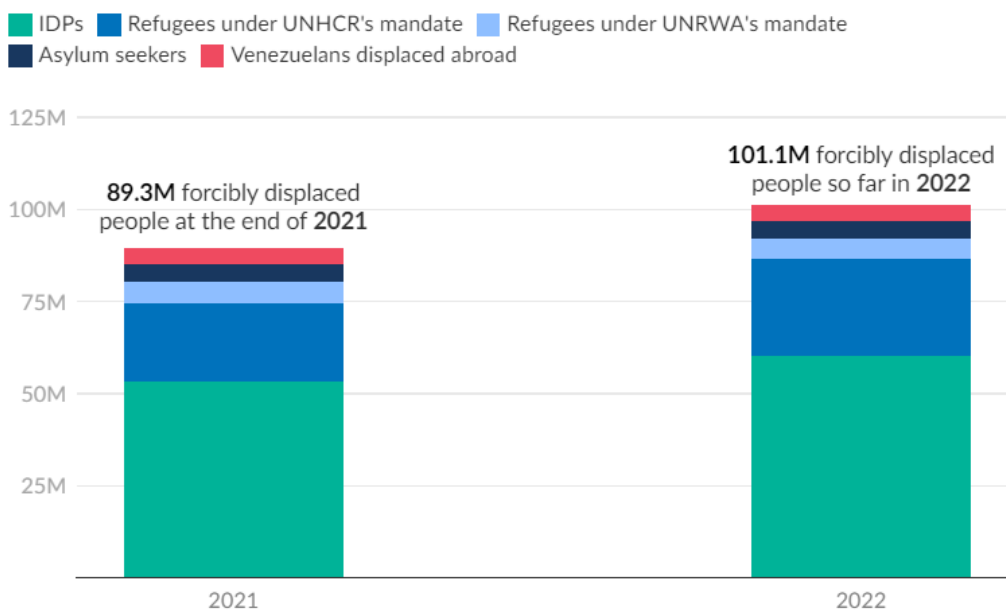 IDPs Refugees under UNHCR's mandate Refugees under UNRWA's mandate
Asylum seekers Venezuelans displaced abroad
125M
101.1M forcibly displaced
people so far in 2022
89.3M forcibly displaced
people at the end of 2021
100M
75M
50M
25M
2021 2022